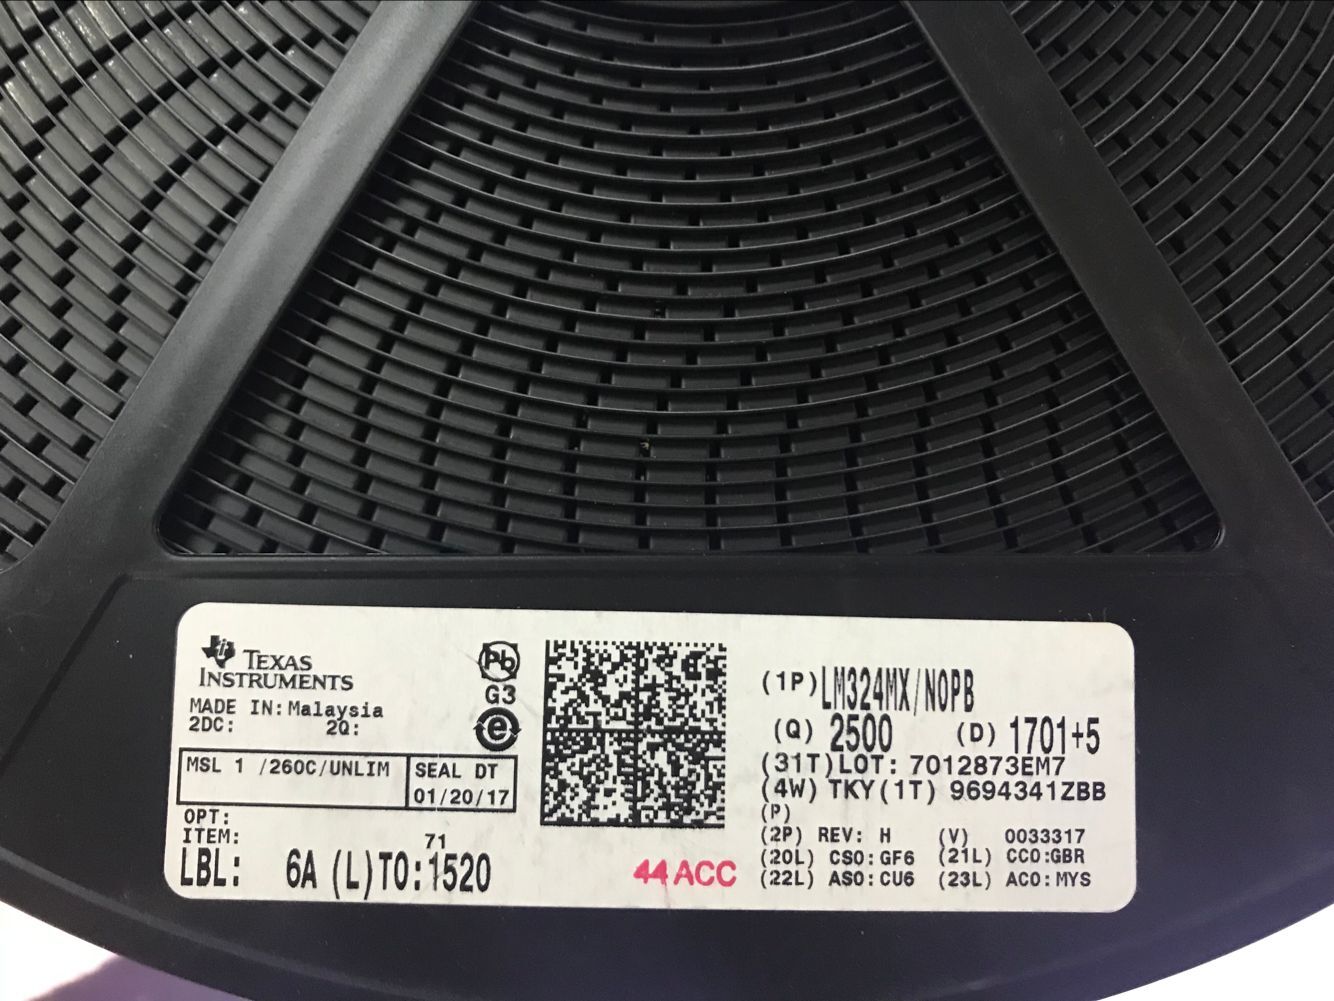 TEXAS
INSTRUMENTS
MADE IN: Malaysia
2DC: 2Q:
MSL 1 /260C/UNLIM
SEAL DT
01/20/17
OPT:
ITEM:
71
LBL: 6A (L)TO:1520
Pb
G3
e
44 ACC
(1P)LM324MX/NOPB
(Q) 2500 (D) 1701+5
(31T)LOT: 7012873EM7
(4W) TKY(1T) 9694341ZBB
(P)
(2P) REV: H (V) 0033317
(20L) CSO:GF6 (21L) CCO:GBR
(22L) ASO:CU6 (23L) ACO:MYS